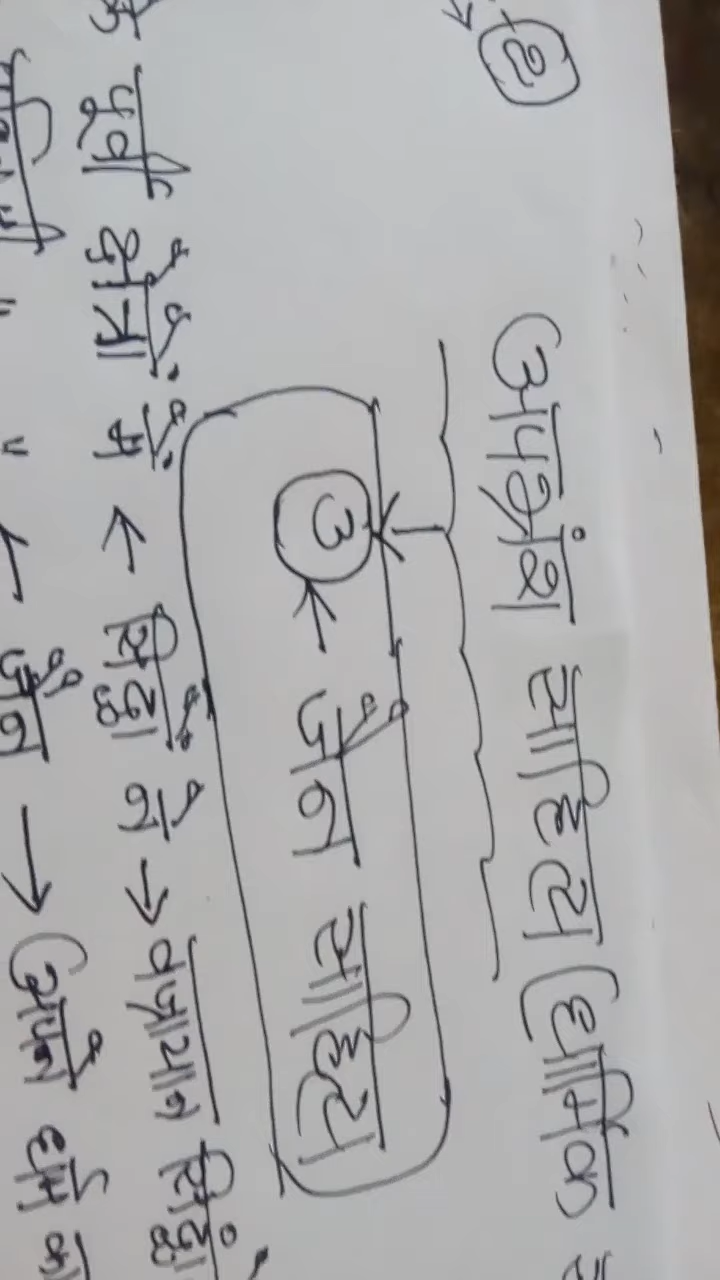 2
अपभ्रंश साहित्य (धार्मिक
3 → जैन साहित्य
पूर्वी क्षेत्रों में ← सिद्धों ने → वज्रयान
" " ← जैन → अपने धर्म